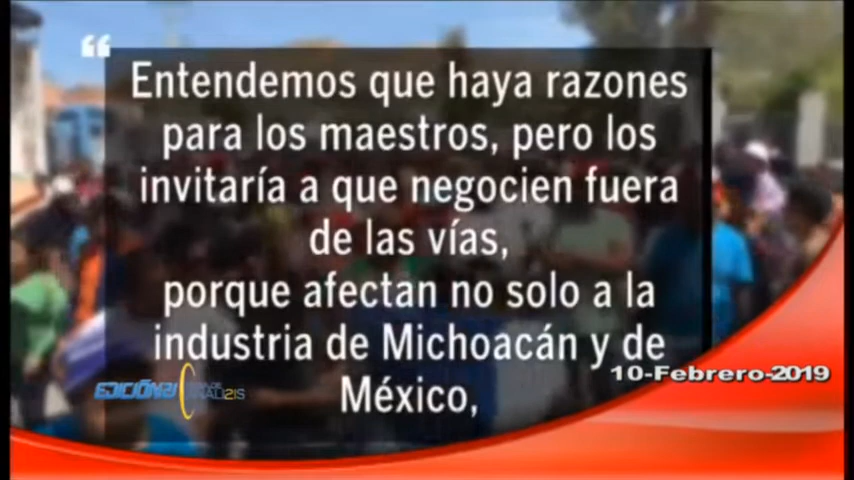 “
Entendemos que haya razones
para los maestros, pero los
invitaría a que negocien fuera
de las vías,
porque afectan no solo a la
industria de Michoacán y de
México,
10-Febrero-2019
EDICIÓN21